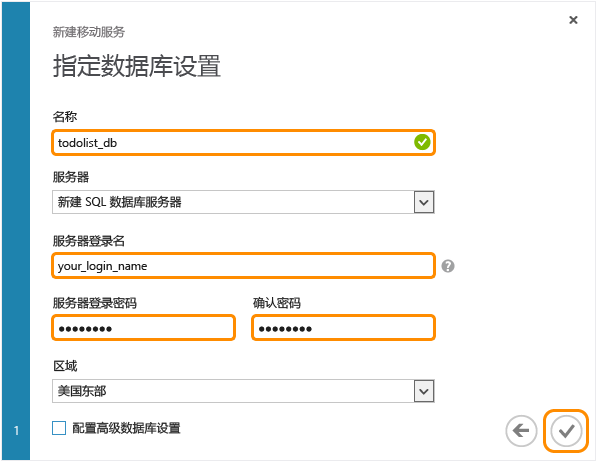 新建移动服务
指定数据库设置
名称
todolist_db
服务器
新建 SQL 数据库服务器
服务器登录名
your_login_name
?
服务器登录密码 确认密码
●●●●●●●● ●●●●●●●●
区域
美国东部
配置高级数据库设置
1